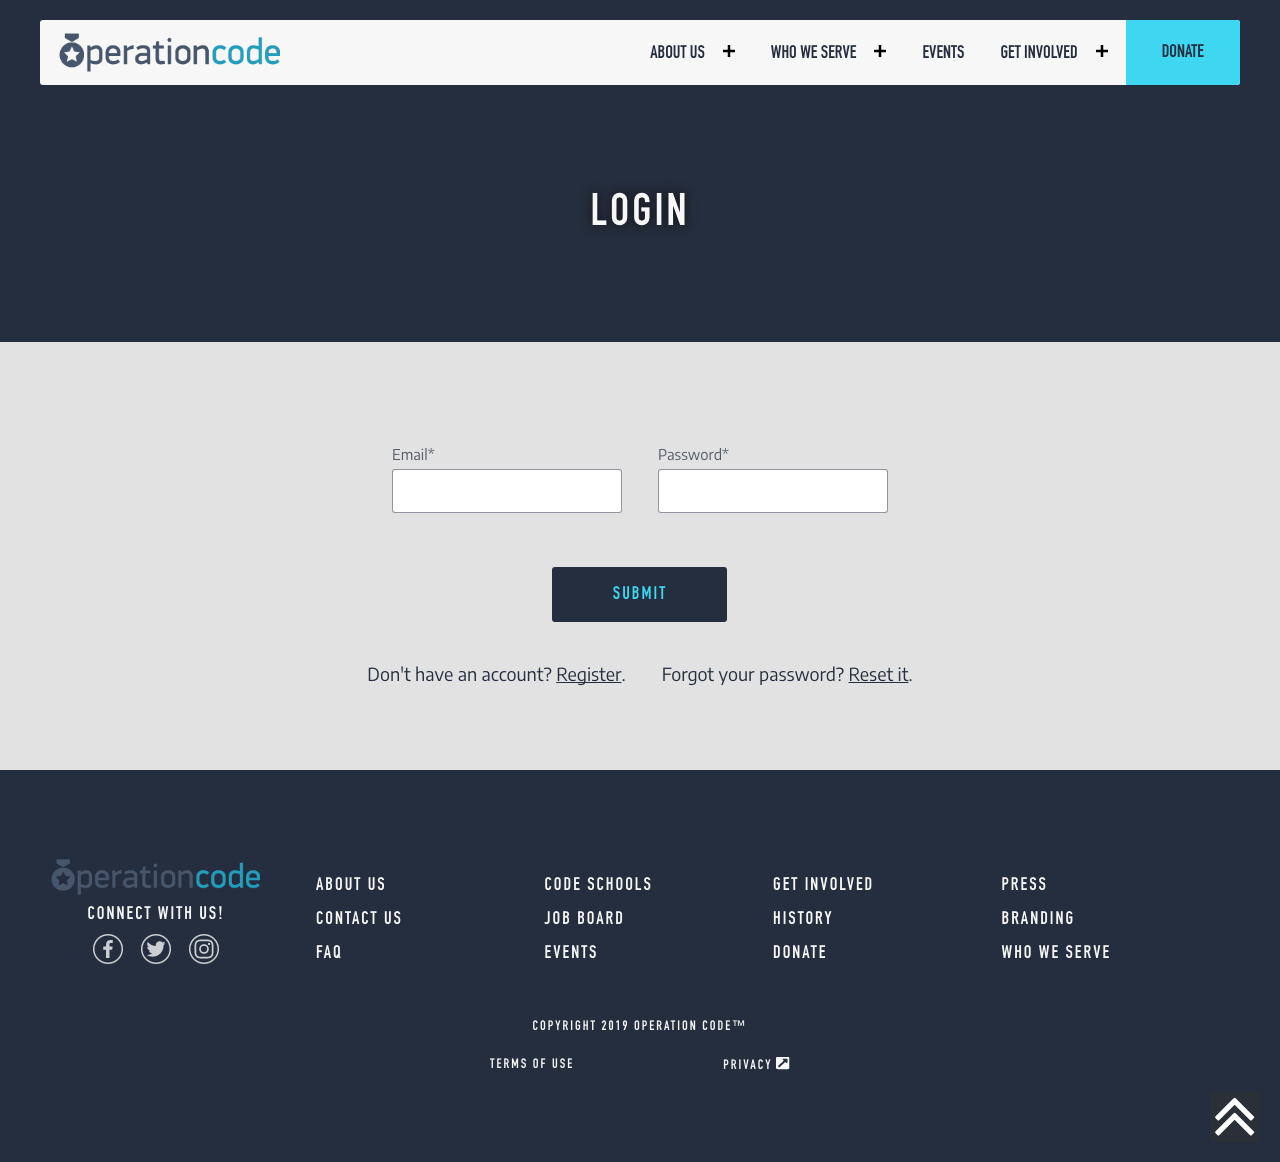 operationcode
ABOUT US
WHO WE SERVE
EVENTS
GET INVOLVED
DONATE
LOGIN
Email*
Password*
SUBMIT
Don't have an account? Register.
Forgot your password? Reset it.
operationcode
CONNECT WITH US!
ABOUT US
CONTACT US
FAQ
CODE SCHOOLS
JOB BOARD
EVENTS
GET INVOLVED
HISTORY
DONATE
PRESS
BRANDING
WHO WE SERVE
COPYRIGHT 2019 OPERATION CODE™
TERMS OF USE
PRIVACY